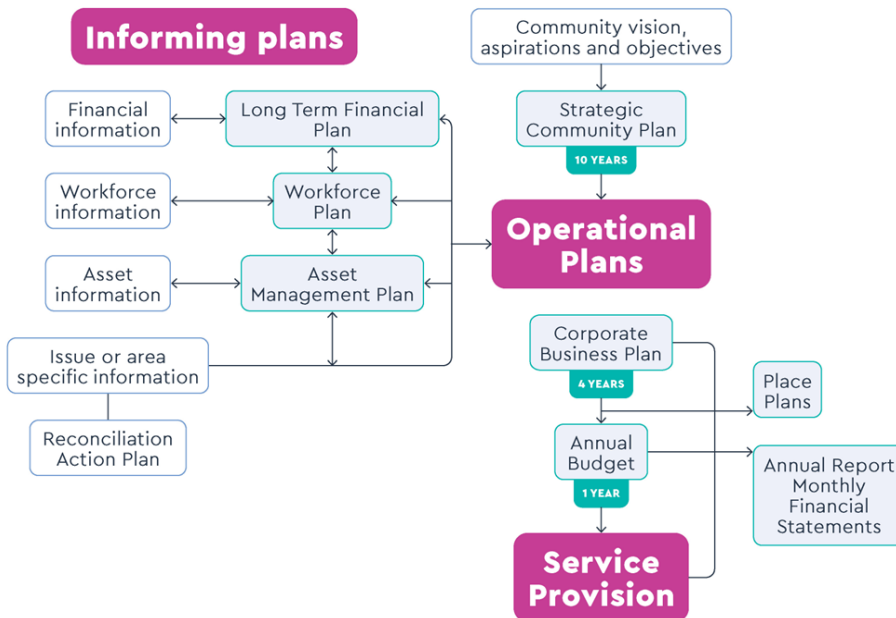 Informing plans
Community vision,
aspirations and objectives
Financial
information
Long Term Financial
Plan
Strategic
Community Plan
10 YEARS
Workforce
information
Workforce
Plan
Operational
Plans
Asset
information
Asset
Management Plan
Issue or area
specific information
Reconciliation
Action Plan
Corporate
Business Plan
4 YEARS
Place
Plans
Annual
Budget
1 YEAR
Annual Report
Monthly
Financial
Statements
Service
Provision